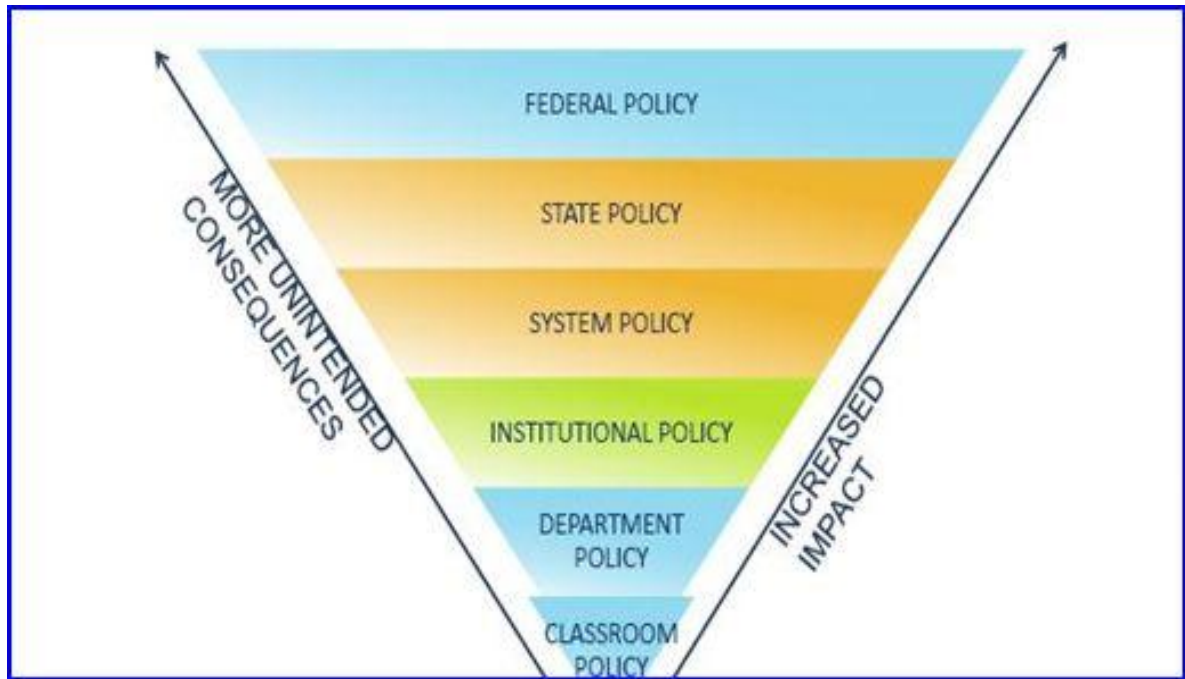 FEDERAL POLICY
STATE POLICY
SYSTEM POLICY
INSTITUTIONAL POLICY
DEPARTMENT
POLICY
CLASSROOM
POLICY
MORE UNINTENDED
CONSEQUENCES
INCREASED
IMPACT